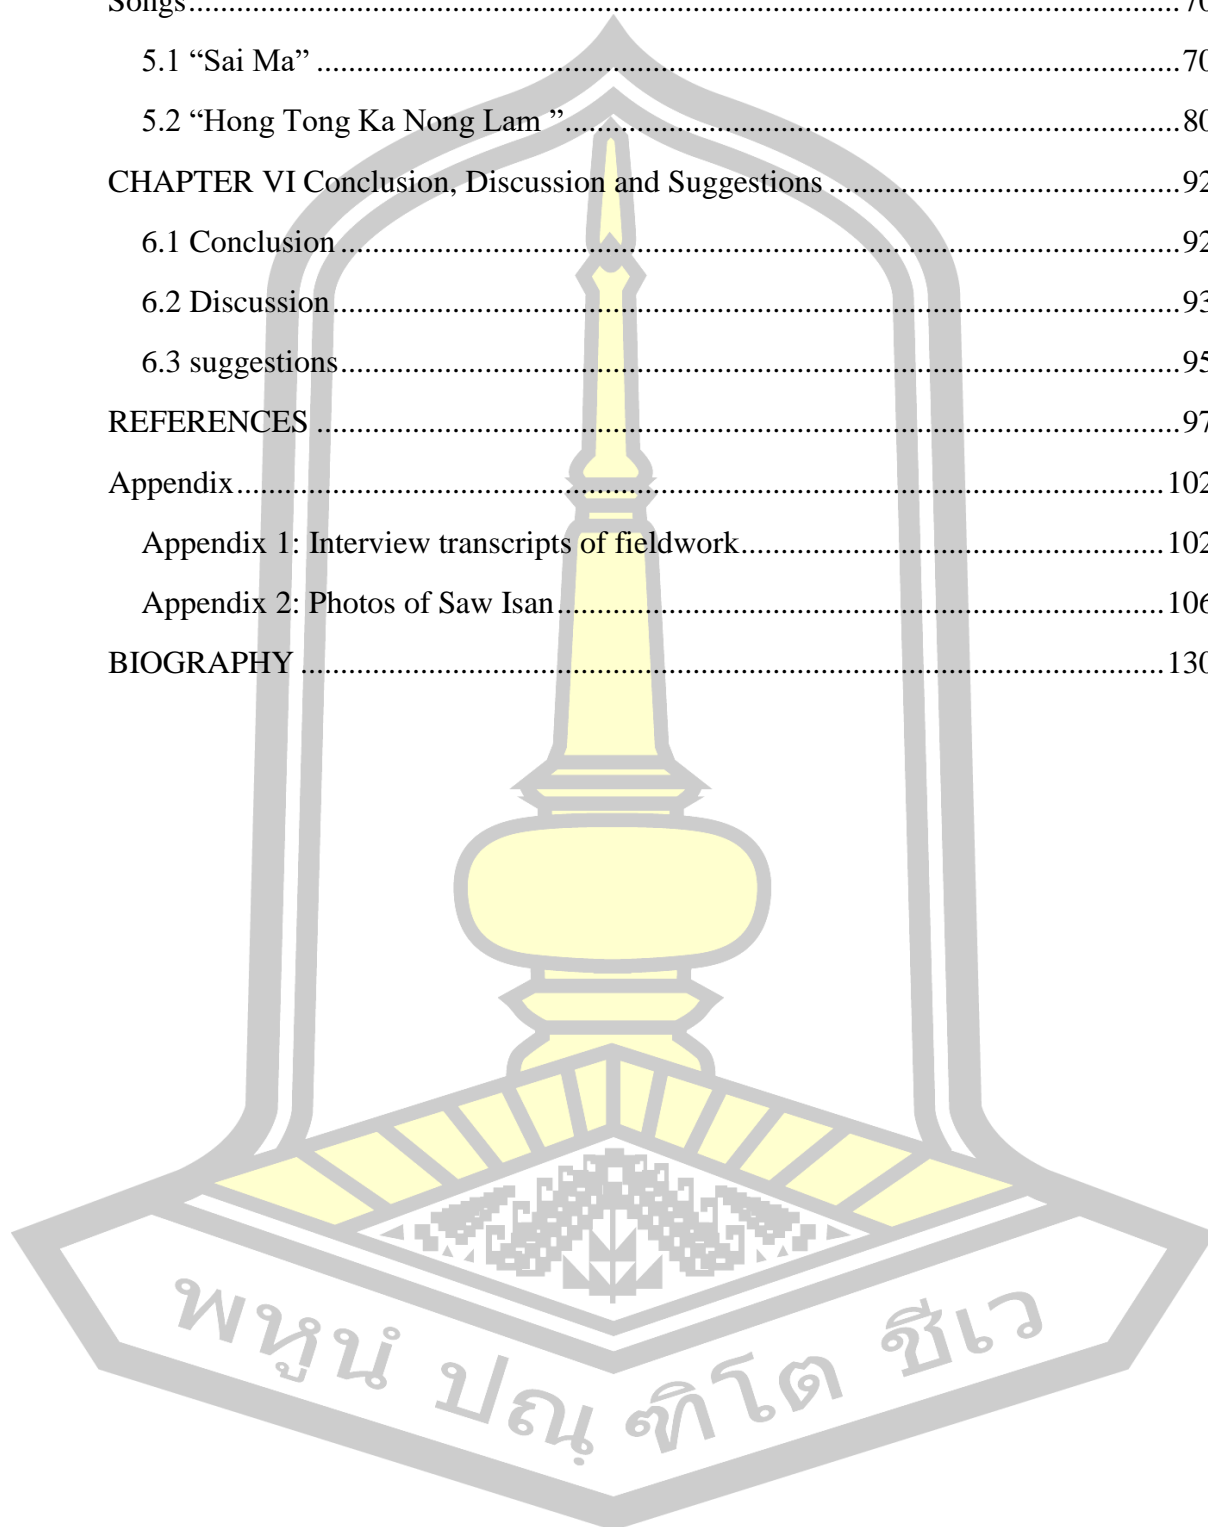 Songs....................................................................................................................70
5.1 “Sai Ma” ....................................................................................................70
5.2 “Hong Tong Ka Nong Lam ”.........................................................................80
CHAPTER VI Conclusion, Discussion and Suggestions .........................................92
6.1 Conclusion .................................................................................................92
6.2 Discussion..................................................................................................93
6.3 suggestions.................................................................................................95
REFERENCES .....................................................................................................97
Appendix.............................................................................................................102
Appendix 1: Interview transcripts of fieldwork...................................................102
Appendix 2: Photos of Saw Isan.........................................................................106
BIOGRAPHY ......................................................................................................130
พหูนํ ปณฺฑิโต ชีเว